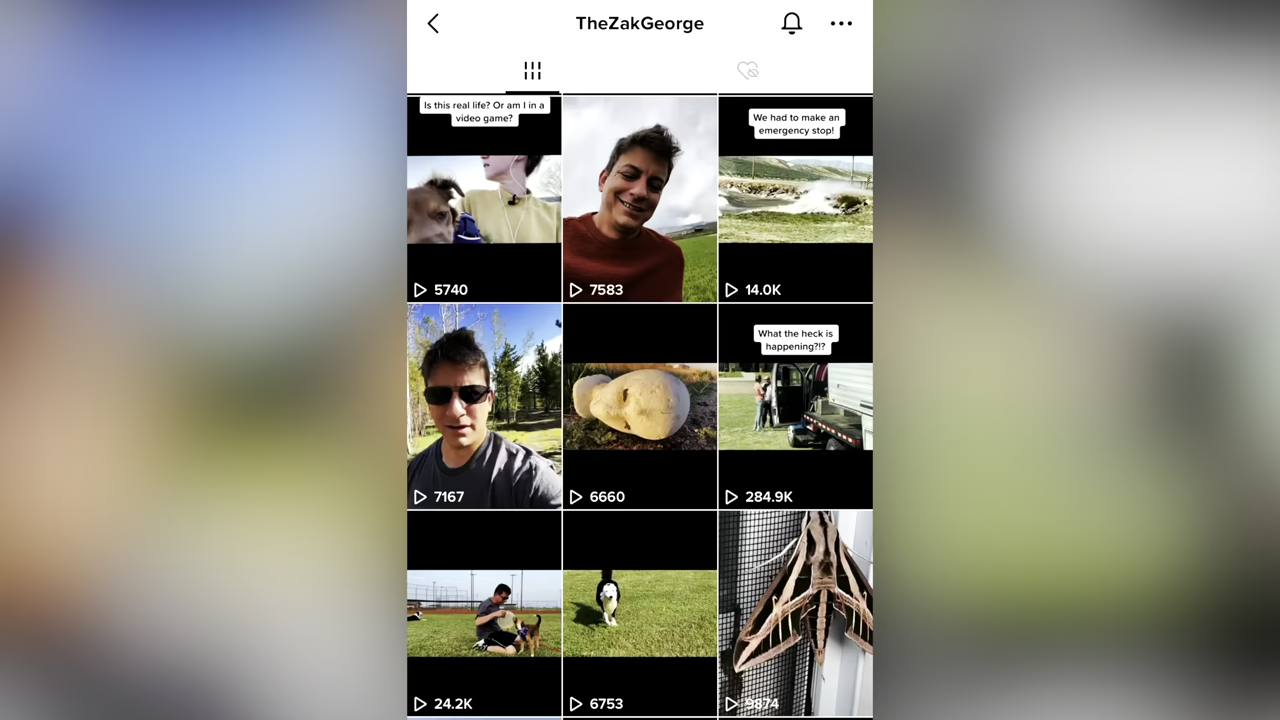 TheZakGeorge
Is this real life? Or am I in a
video game?
5740
7583
We had to make an
emergency stop!
14.0K
7167
6660
What the heck is
happening?!?
284.9K
24.2K
6753
9874